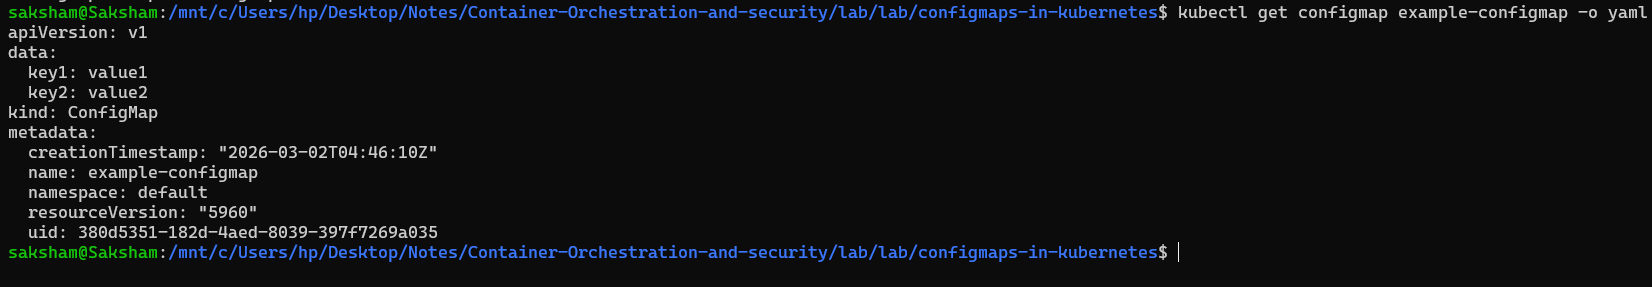 saksham@Saksham:/mnt/c/Users/hp/Desktop/Notes/Container-Orchestration-and-security/lab/lab/configmaps-in-kubernetes$ kubectl get configmap example-configmap -o yaml
apiVersion: v1
data:
  key1: value1
  key2: value2
kind: ConfigMap
metadata:
  creationTimestamp: "2026-03-02T04:46:10Z"
  name: example-configmap
  namespace: default
  resourceVersion: "5960"
  uid: 380d5351-182d-4aed-8039-397f7269a035
saksham@Saksham:/mnt/c/Users/hp/Desktop/Notes/Container-Orchestration-and-security/lab/lab/configmaps-in-kubernetes$